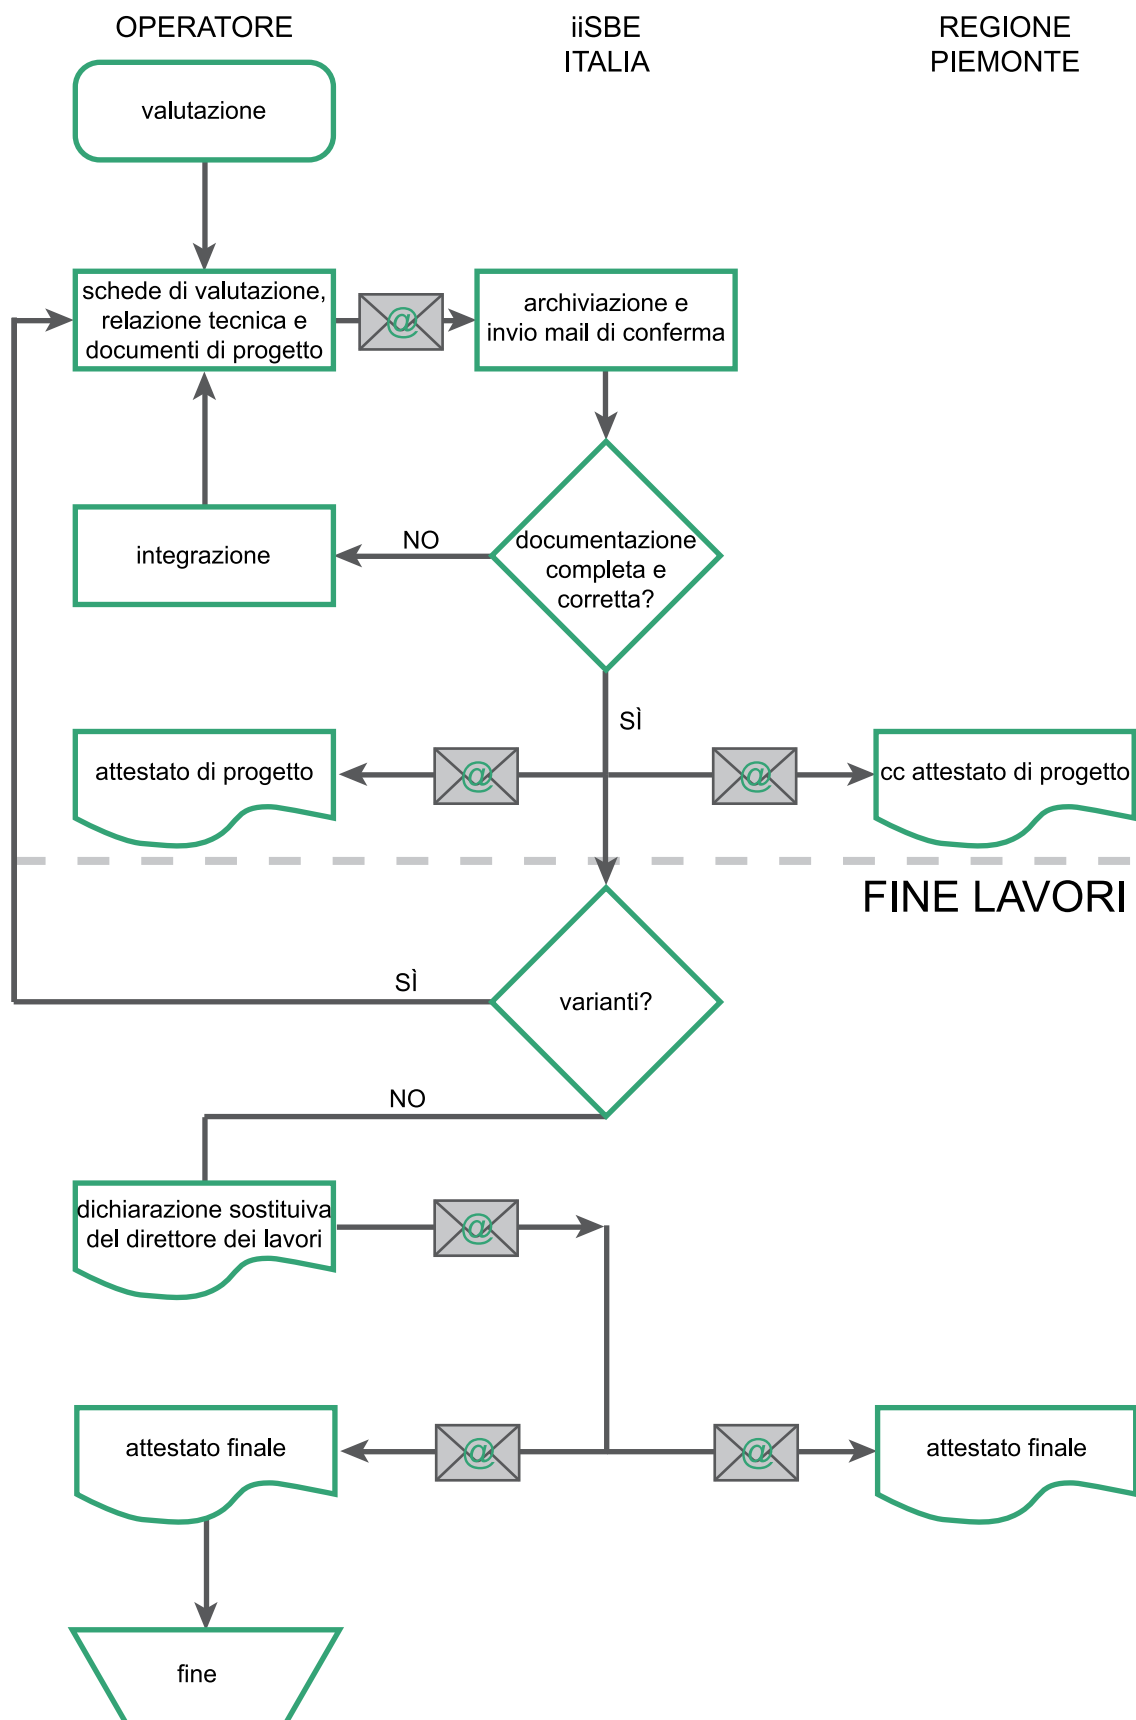 OPERATORE
iiSBE
ITALIA
REGIONE
PIEMONTE
valutazione
schede di valutazione,
relazione tecnica e
documenti di progetto
@
archiviazione e
invio mail di conferma
integrazione
NO
documentazione
completa e
corretta?
SÌ
attestato di progetto
@
@
cc attestato di progetto
FINE LAVORI
SÌ
varianti?
NO
dichiarazione sostituiva
del direttore dei lavori
@
attestato finale
@
@
attestato finale
fine